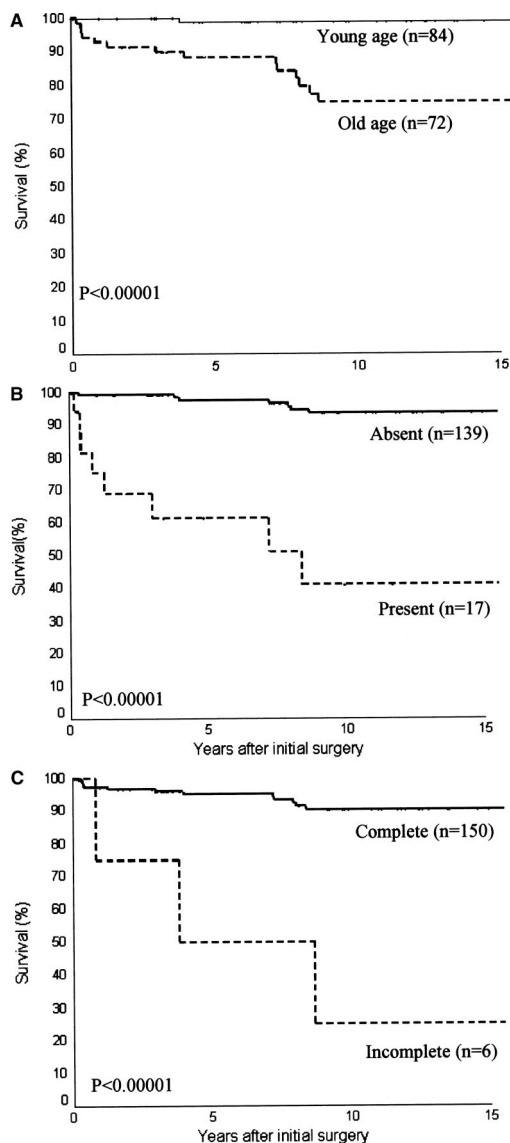 A
100
90
80
70
60
50
40
30
20
10
0
Survival (%)
Young age (n=84)
Old age (n=72)
P<0.00001
0
5
10
15
B
100
90
80
70
60
50
40
30
20
10
0
Survival(%)
Absent (n=139)
Present (n=17)
P<0.00001
0
5
10
15
Years after initial surgery
C
100
90
80
70
60
50
40
30
20
10
0
Survival (%)
Complete (n=150)
Incomplete (n=6)
P<0.00001
0
5
10
15
Years after initial surgery